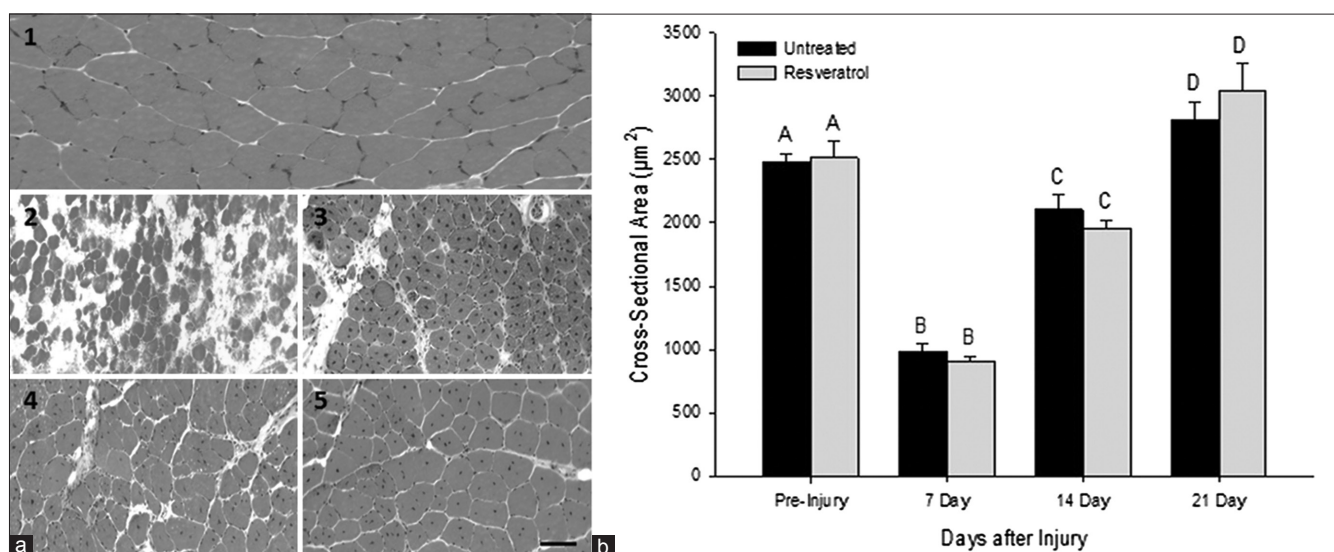 1
2
3
4
5
a
b
Untreated
Resveratrol
Cross-Sectional Area (µm²)
3500
3000
2500
2000
1500
1000
500
0
A
A
B
B
C
C
D
D
Pre-Injury
7 Day
14 Day
21 Day
Days after Injury